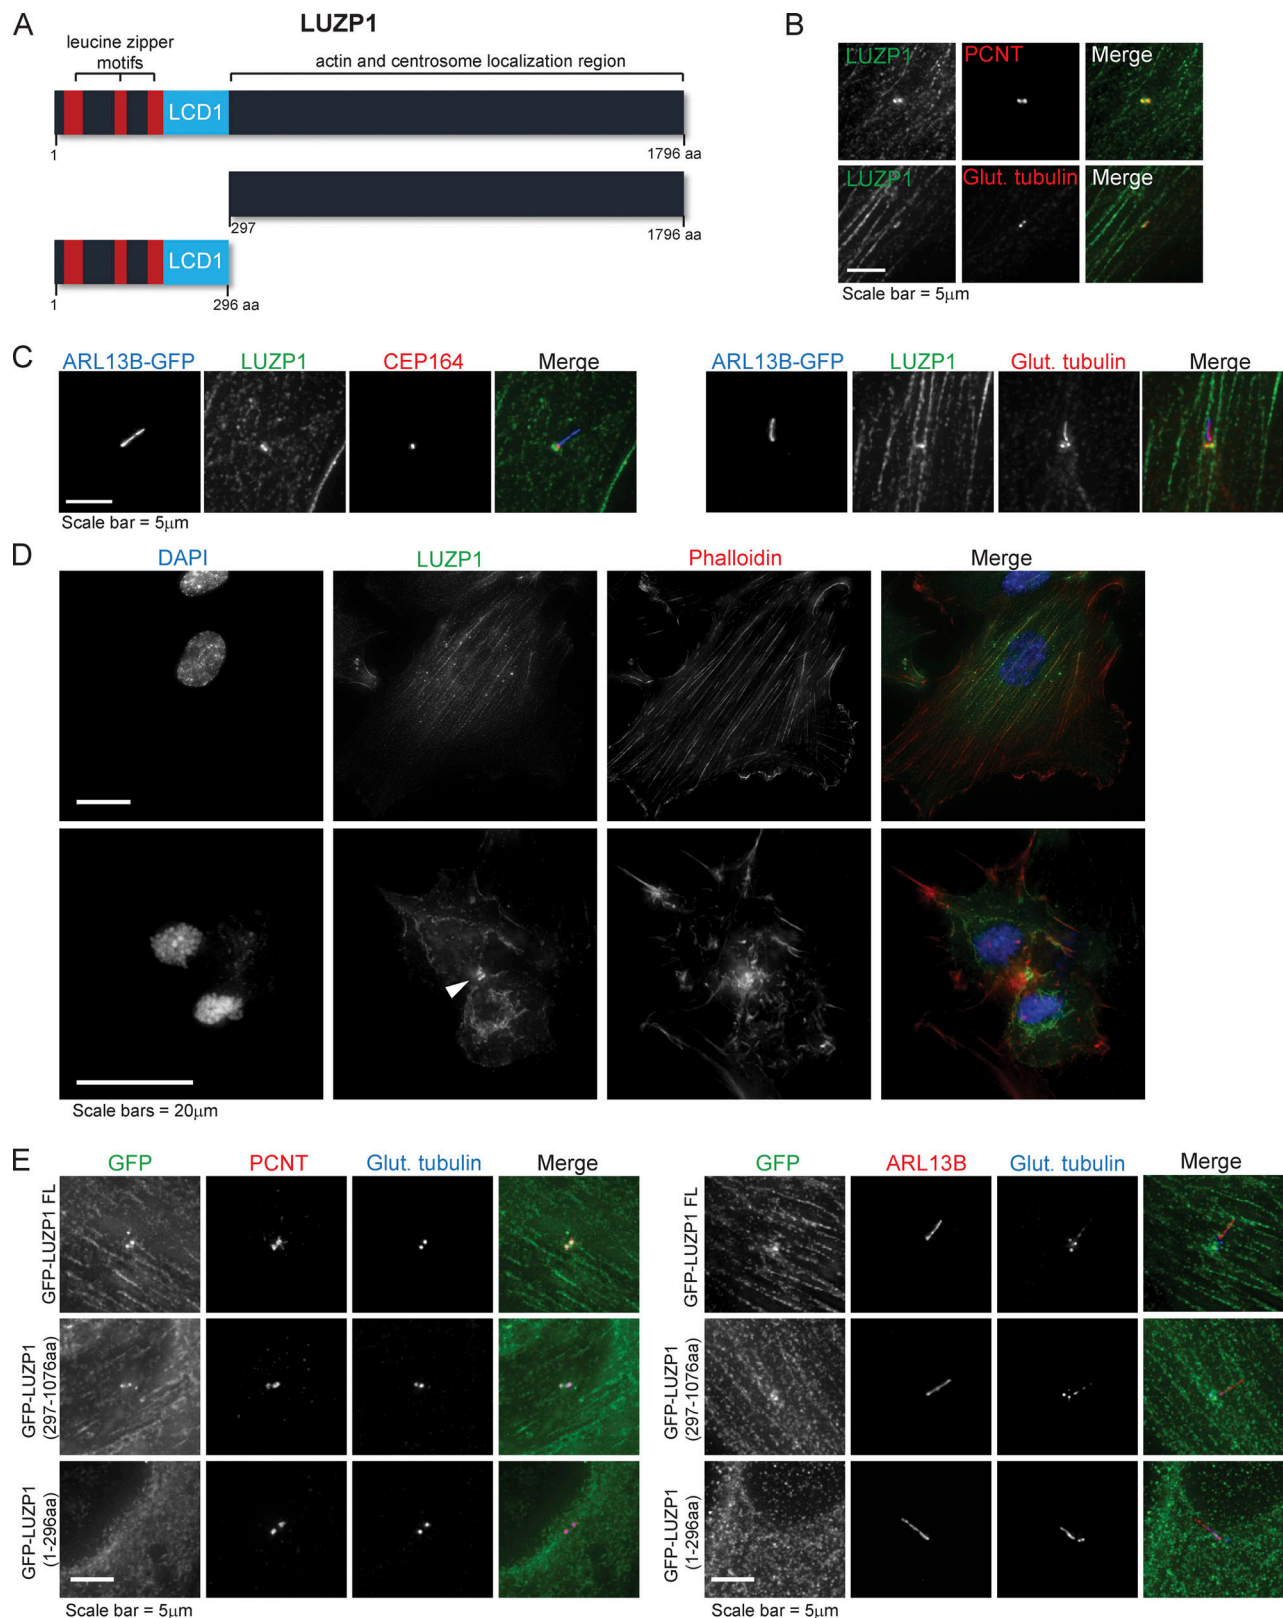 A
LUZP1
leucine zipper
motifs
actin and centrosome localization region
LCD1
1
1796 aa
297
1796 aa
LCD1
1
296 aa
B
LUZP1
PCNT
Merge
LUZP1
Glut. tubulin
Merge
Scale bar = 5μm
C
ARL13B-GFP
LUZP1
CEP164
Merge
ARL13B-GFP
LUZP1
Glut. tubulin
Merge
Scale bar = 5μm
D
DAPI
LUZP1
Phalloidin
Merge
Scale bars = 20μm
E
GFP
PCNT
Glut. tubulin
Merge
GFP-LUZP1 FL
GFP-LUZP1
(297-1076aa)
GFP-LUZP1
(1-296aa)
Scale bar = 5μm
GFP
ARL13B
Glut. tubulin
Merge
GFP-LUZP1 FL
GFP-LUZP1
(297-1076aa)
GFP-LUZP1
(1-296aa)
Scale bar = 5μm